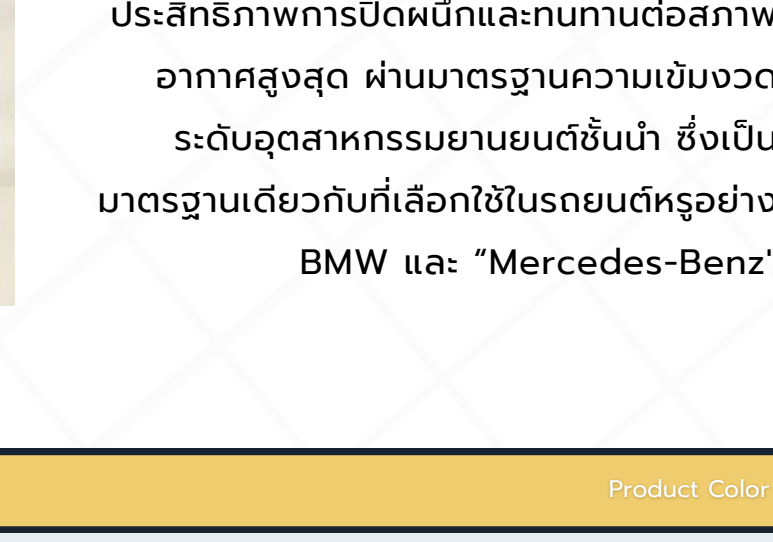 ประสิทธิภาพการปิดผนึกและทนทานต่อสภาพ
อากาศสูงสุด ผ่านมาตรฐานความเข้มงวด
ระดับอุตสาหกรรมยานยนต์ชั้นนำ ซึ่งเป็น
มาตรฐานเดียวกับที่เลือกใช้ในรถยนต์หรูอย่าง
BMW และ “Mercedes-Benz"
Product Color